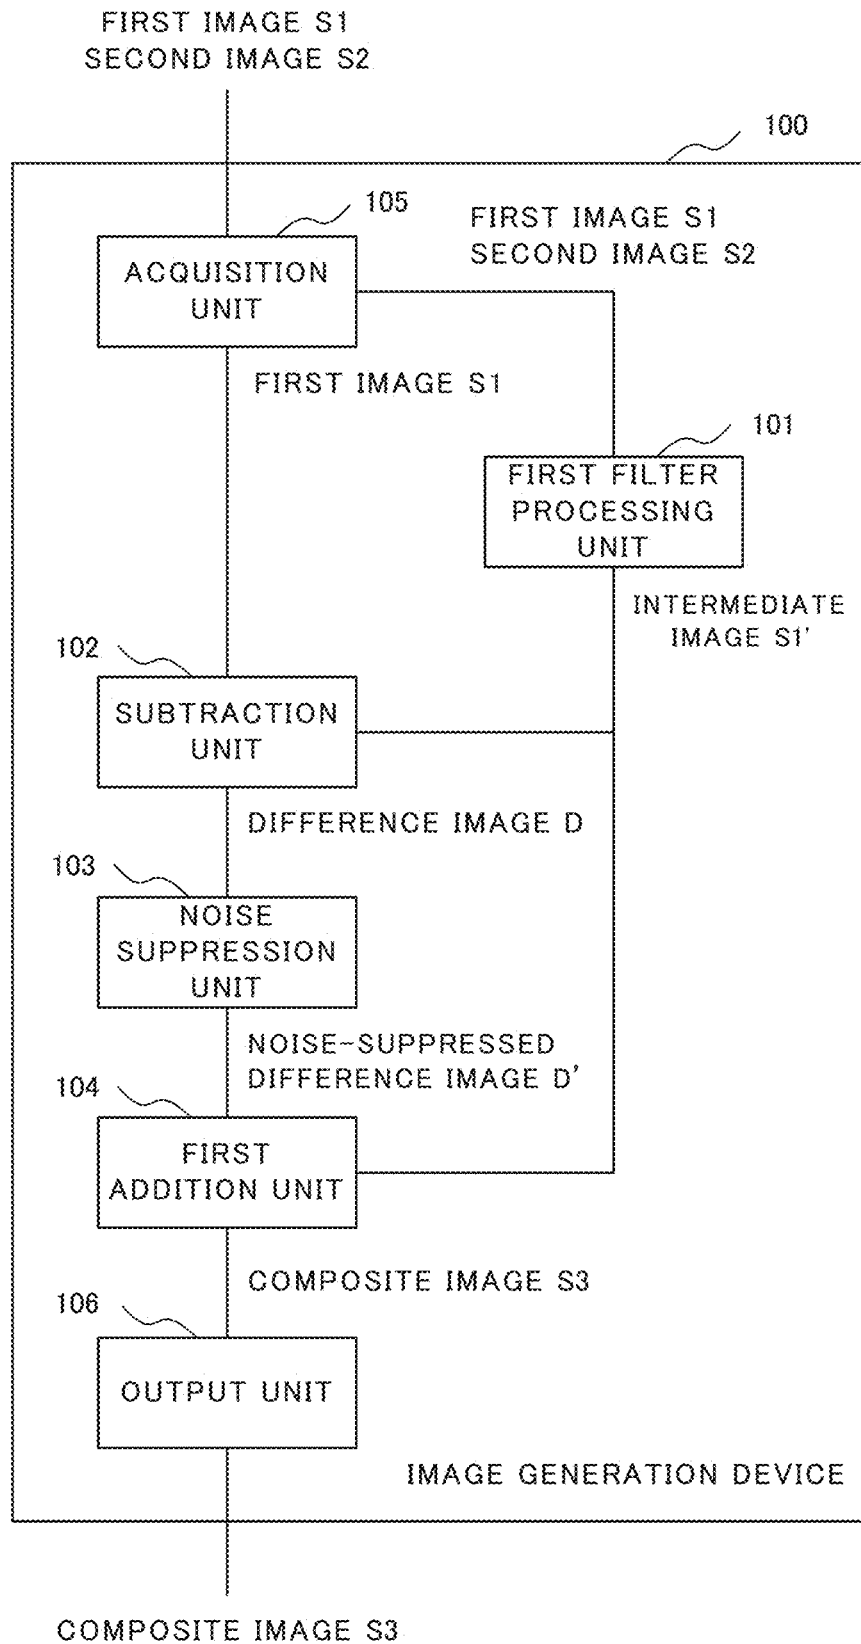 FIRST IMAGE S1
SECOND IMAGE S2
100
105
FIRST IMAGE S1
SECOND IMAGE S2
ACQUISITION
UNIT
FIRST IMAGE S1
101
FIRST FILTER
PROCESSING
UNIT
INTERMEDIATE
IMAGE S1'
102
SUBTRACTION
UNIT
DIFFERENCE IMAGE D
103
NOISE
SUPPRESSION
UNIT
NOISE-SUPPRESSED
DIFFERENCE IMAGE D'
104
FIRST
ADDITION UNIT
COMPOSITE IMAGE S3
106
OUTPUT UNIT
IMAGE GENERATION DEVICE
COMPOSITE IMAGE S3